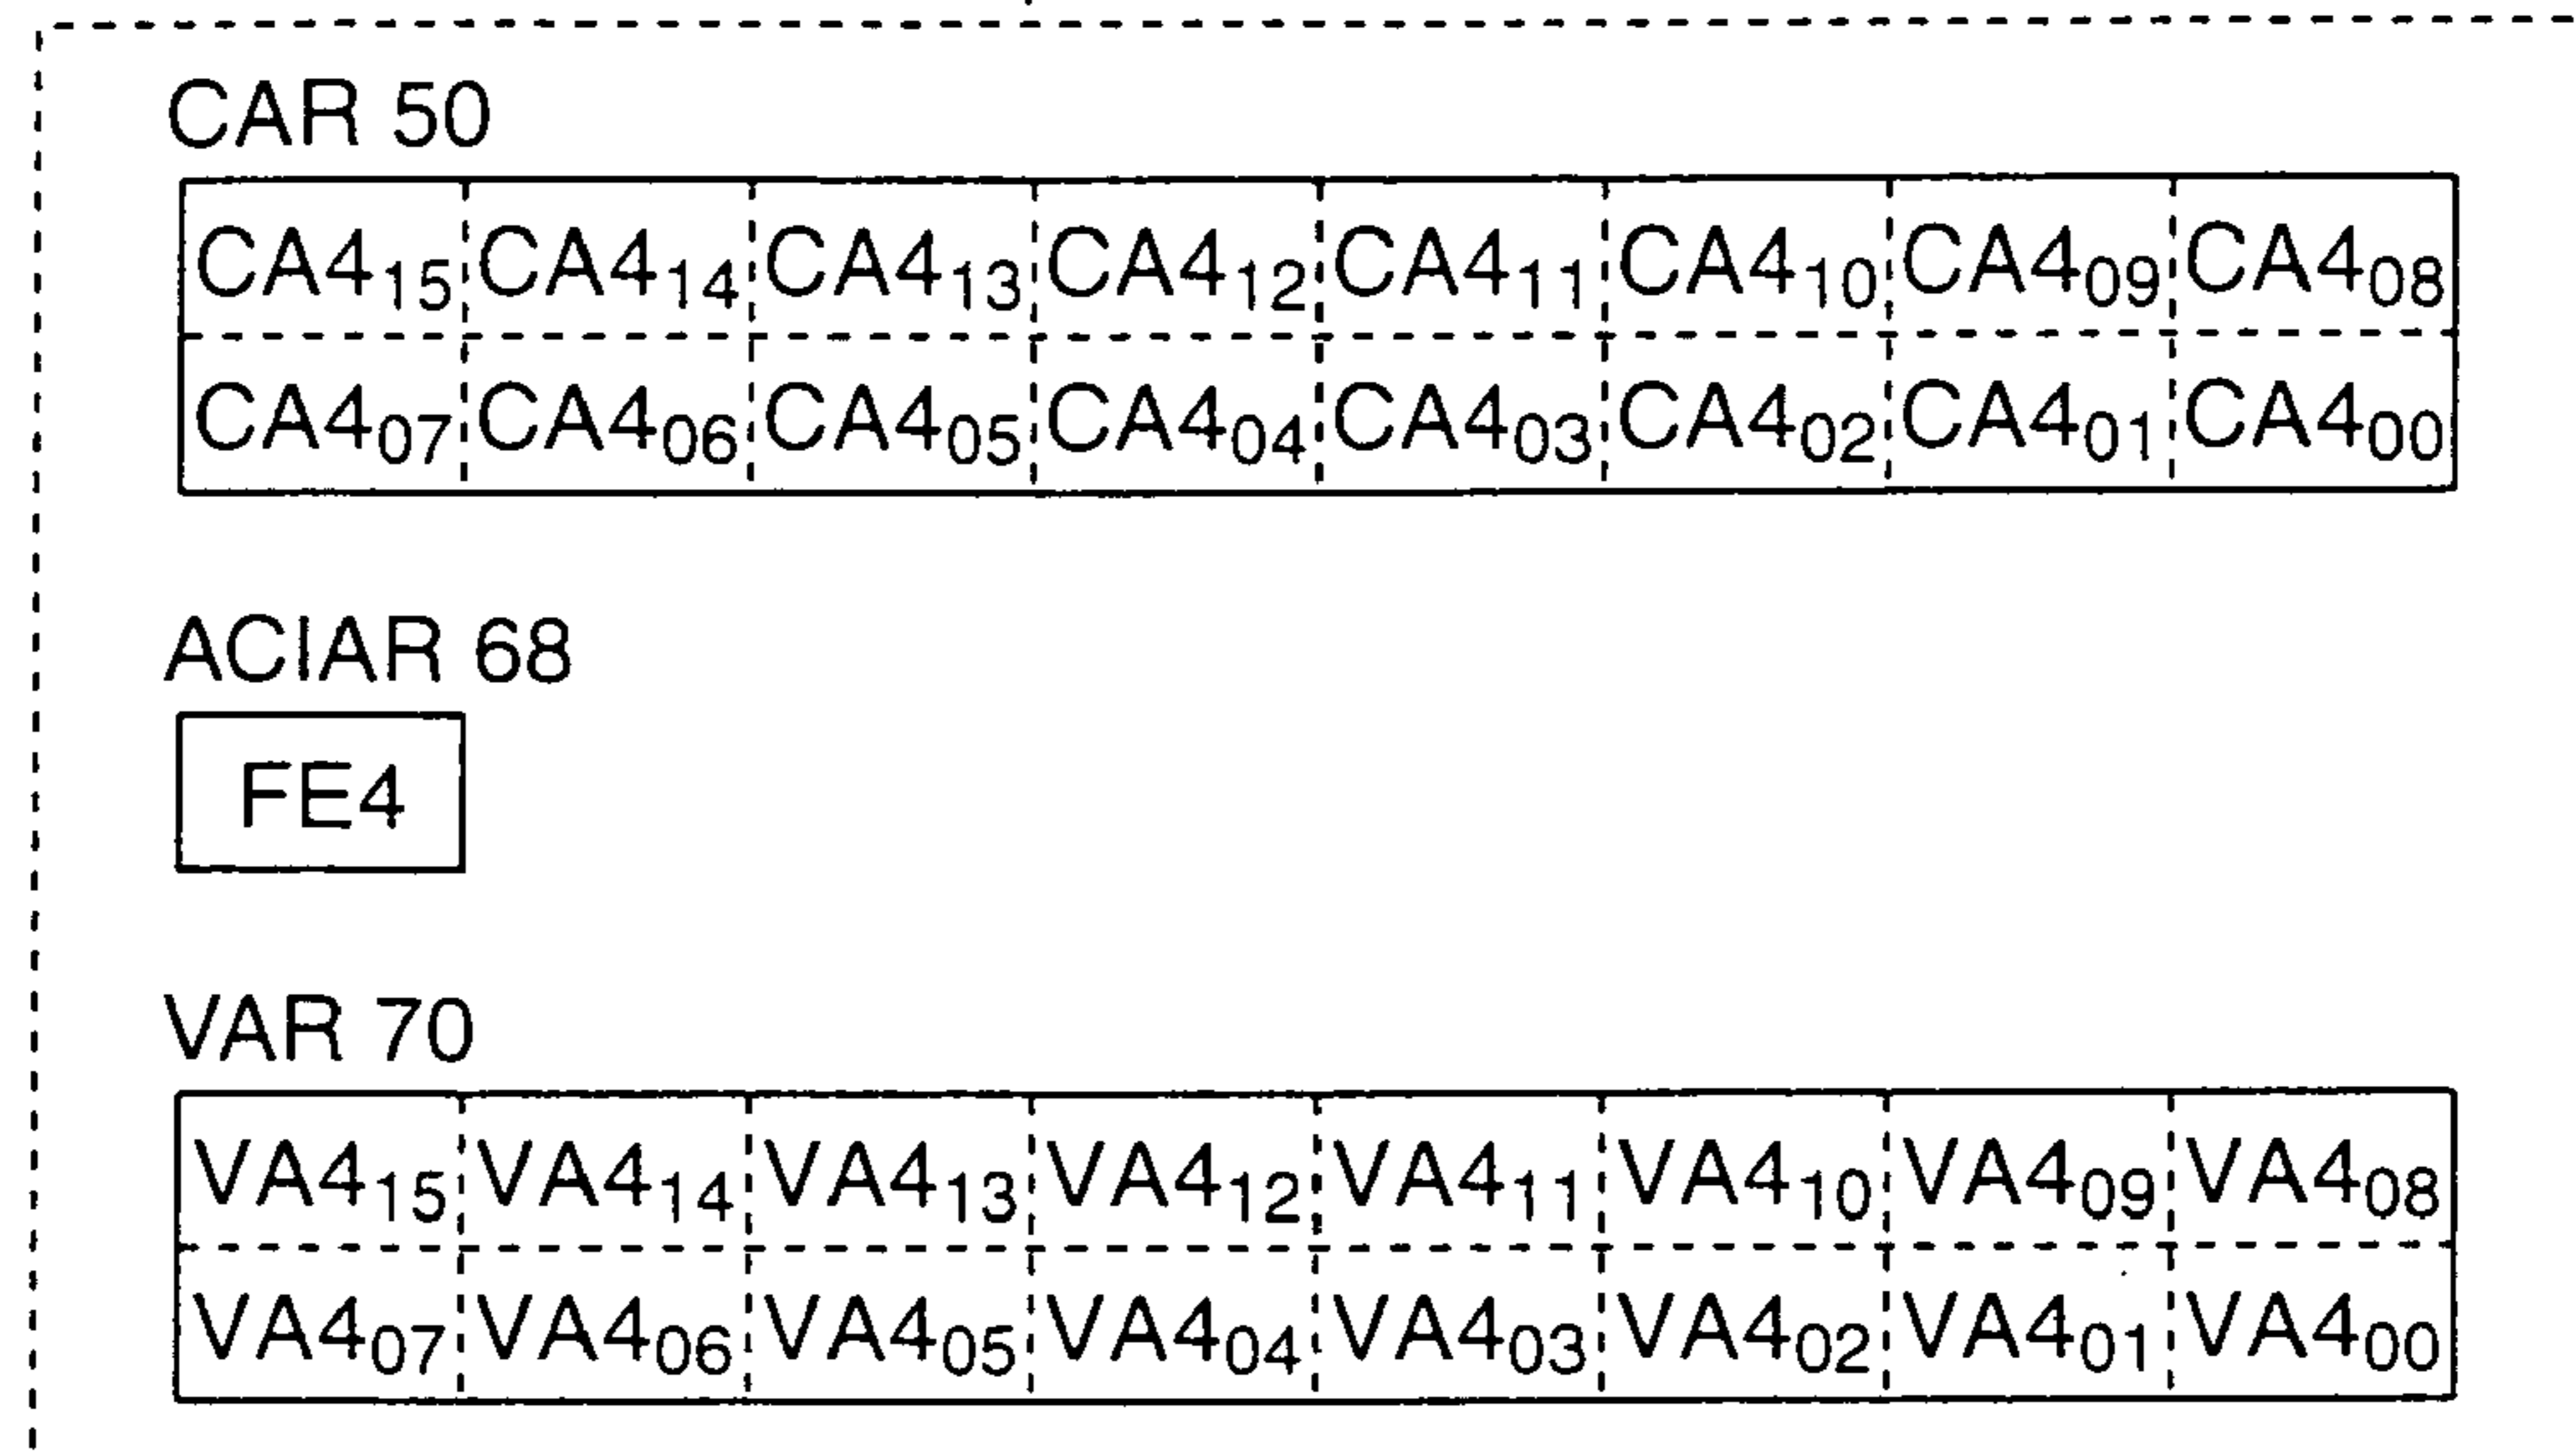 CAR 50
CA4₁₅ CA4₁₄ CA4₁₃ CA4₁₂ CA4₁₁ CA4₁₀ CA4₀₉ CA4₀₈
CA4₀₇ CA4₀₆ CA4₀₅ CA4₀₄ CA4₀₃ CA4₀₂ CA4₀₁ CA4₀₀
ACIAR 68
FE4
VAR 70
VA4₁₅ VA4₁₄ VA4₁₃ VA4₁₂ VA4₁₁ VA4₁₀ VA4₀₉ VA4₀₈
VA4₀₇ VA4₀₆ VA4₀₅ VA4₀₄ VA4₀₃ VA4₀₂ VA4₀₁ VA4₀₀